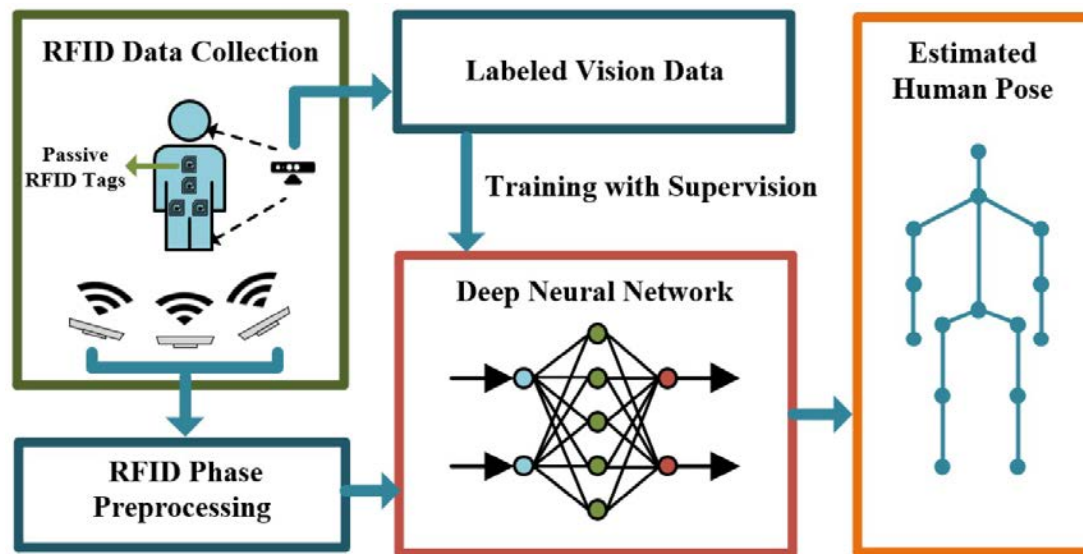 RFID Data Collection
Passive
RFID Tags
Labeled Vision Data
Training with Supervision
Deep Neural Network
RFID Phase
Preprocessing
Estimated
Human Pose